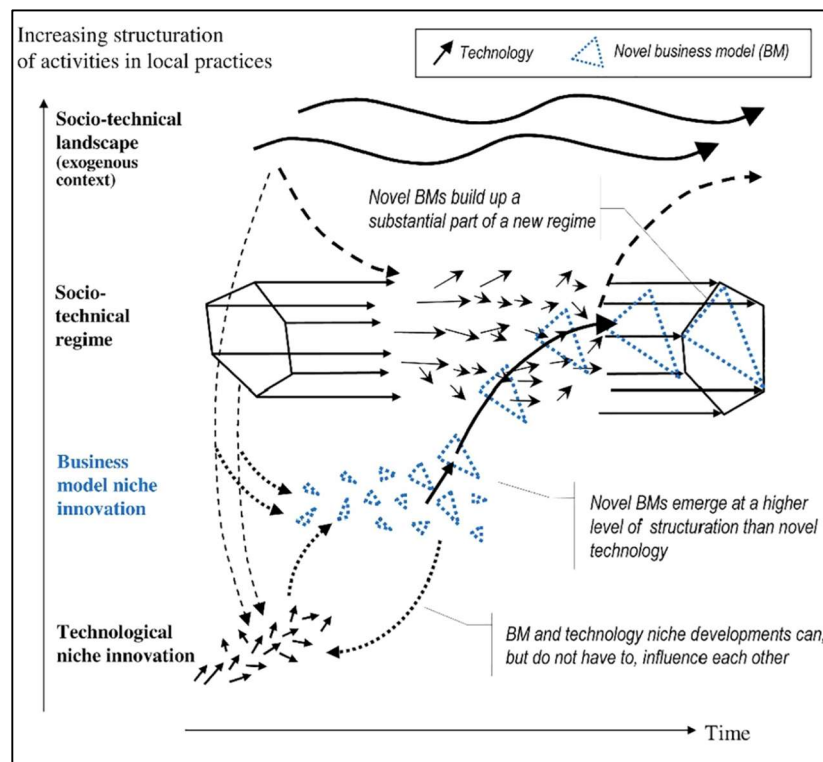 Increasing structuration
of activities in local practices
Technology
Novel business model (BM)
Socio-technical
landscape
(exogenous
context)
Novel BMs build up a
substantial part of a new regime
Socio-
technical
regime
Business
model niche
innovation
Novel BMs emerge at a higher
level of structuration than novel
technology
Technological
niche innovation
BM and technology niche developments can,
but do not have to, influence each other
Time